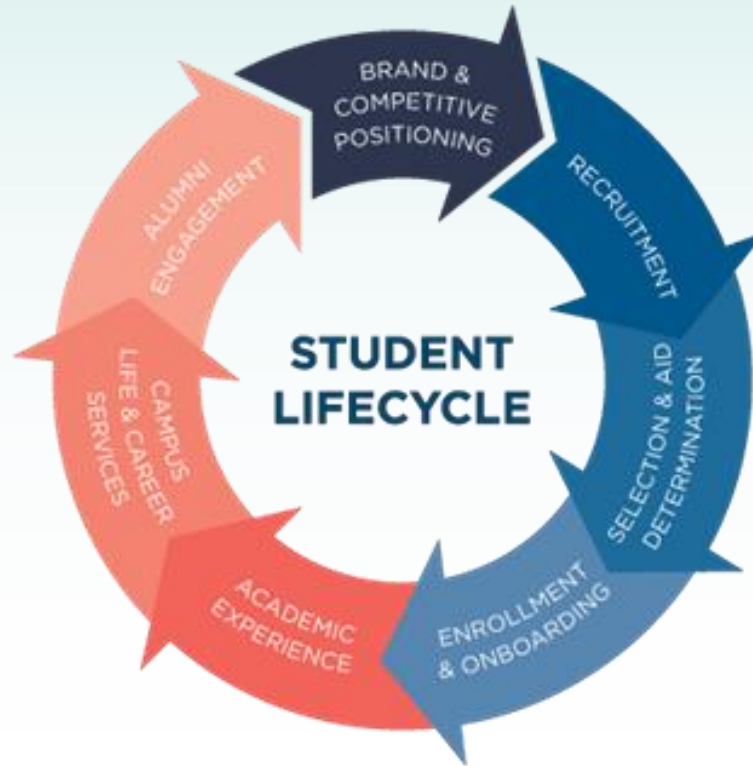 BRAND &
COMPETITIVE
POSITIONING
RECRUITMENT
SELECTION & AID
DETERMINATION
ENROLLMENT
& ONBOARDING
ACADEMIC
EXPERIENCE
CAMPUS
LIFE & CAREER
SERVICES
ALUMNI
ENGAGEMENT
STUDENT
LIFECYCLE